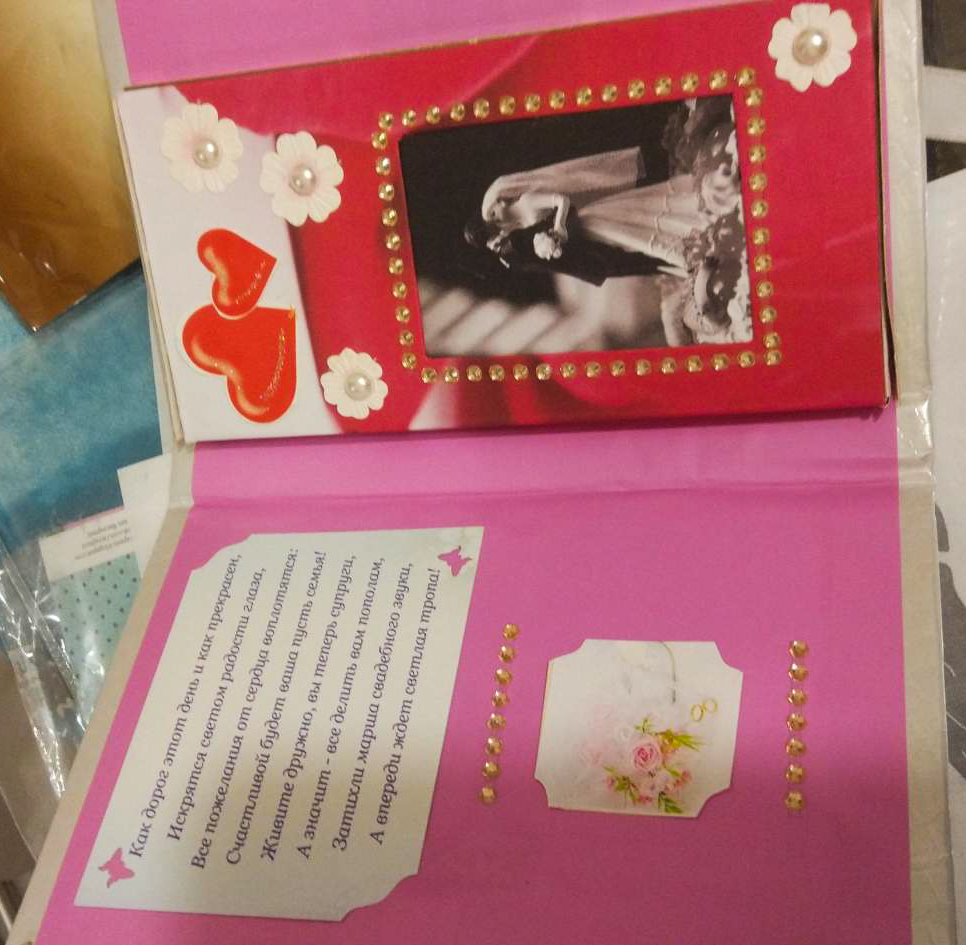 Как дорог этот день и как прекрасен,
Искрятся светом радости глаза,
Все пожелания от сердца воплотятся:
Счастливой будет ваша пусть семья!
Живите дружно, вы теперь супруги,
А значит - все делить вам пополам,
Затихли марша свадебного звуки,
А впереди ждет светлая тропа!